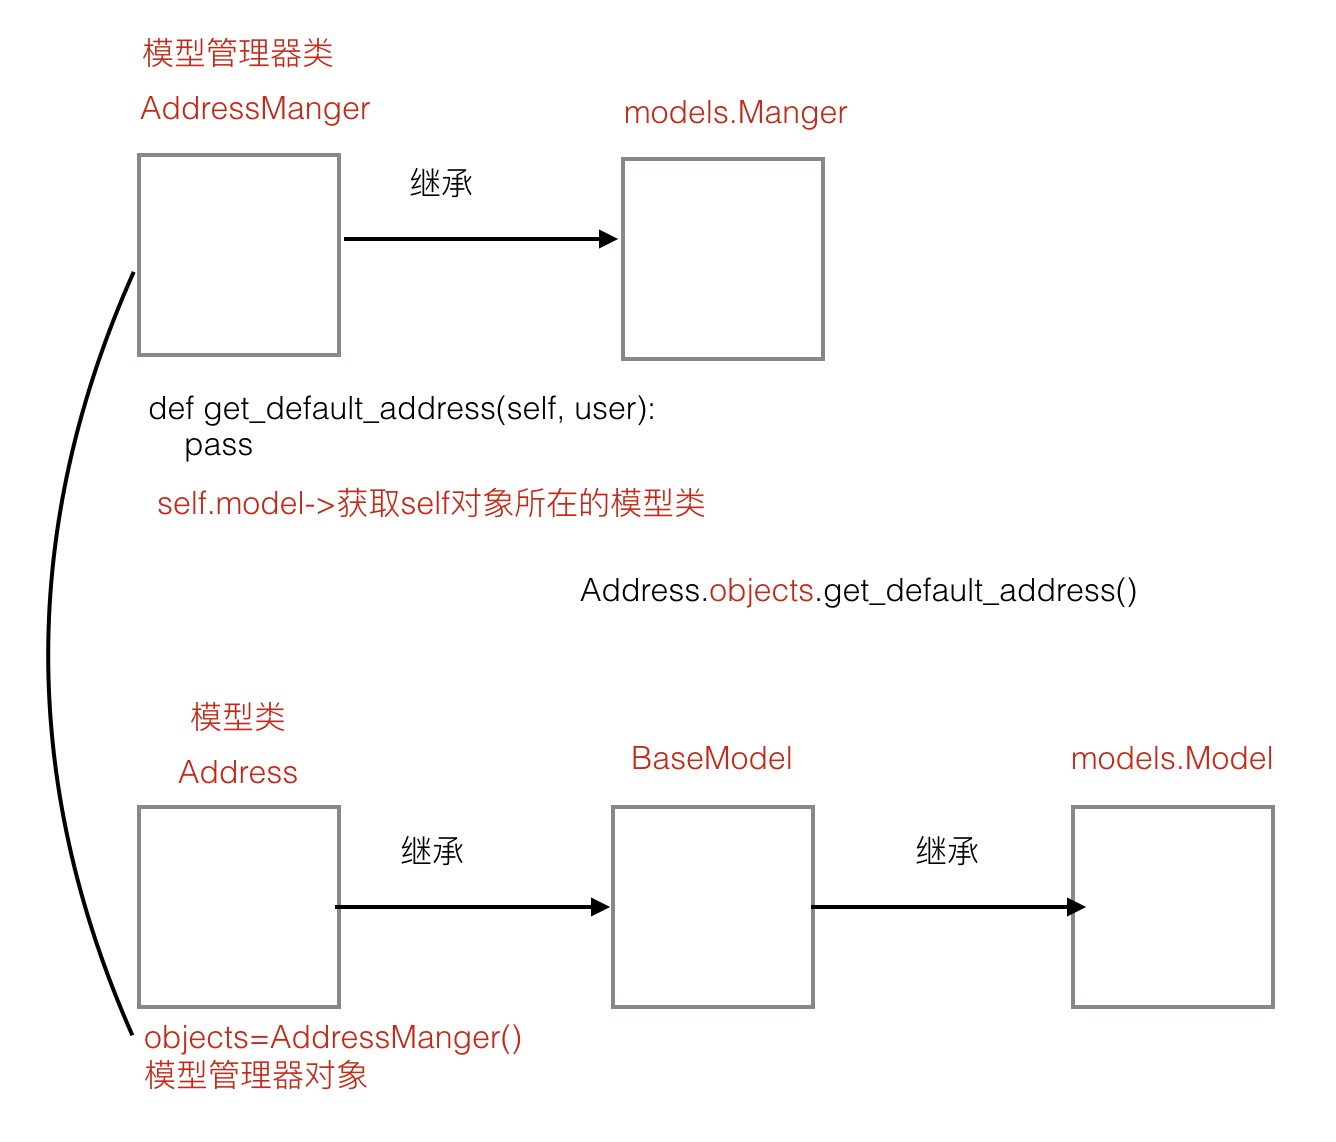 模型管理器类
AddressManger
models.Manger
继承
def get_default_address(self, user):
pass
self.model->获取self对象所在的模型类
Address.objects.get_default_address()
模型类
Address
BaseModel
models.Model
继承
继承
objects=AddressManger()
模型管理器对象